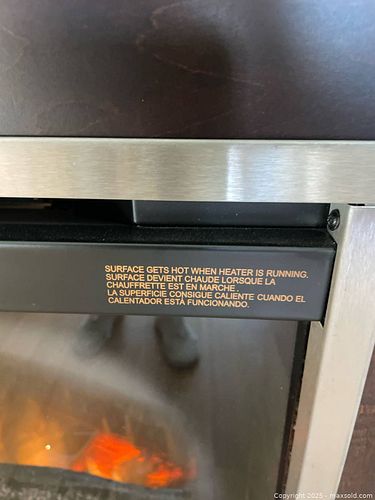 SURFACE GETS HOT WHEN HEATER IS RUNNING.
SURFACE DEVIENT CHAUDE LORSQUE LA
CHAUFFRETTE EST EN MARCHE.
LA SUPERFICIE CONSIGUE CALIENTE CUANDO EL
CALENTADOR ESTÁ FUNCIONANDO.
Copyright 2025 - maxsold.com